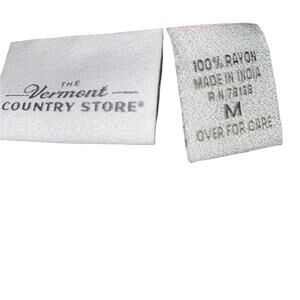 THE
Vermont
COUNTRY STORE®
100% RAYON
MADE IN INDIA
R N 78138
M
OVER FOR CARE